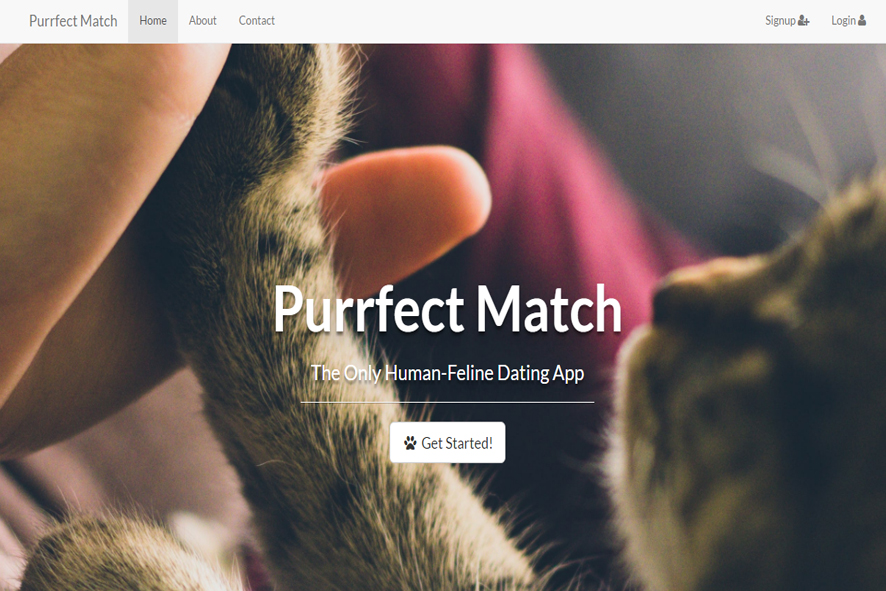 Purrfect Match Home About Contact Signup Login
Purrfect Match
The Only Human-Feline Dating App
Get Started!